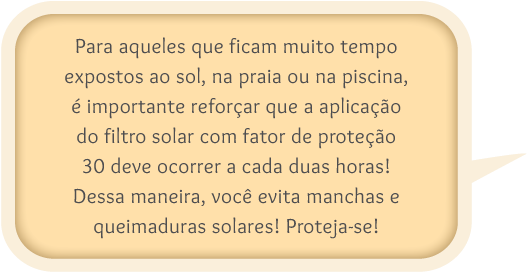 Para aqueles que ficam muito tempo
expostos ao sol, na praia ou na piscina,
é importante reforçar que a aplicação
do filtro solar com fator de proteção
30 deve ocorrer a cada duas horas!
Dessa maneira, você evita manchas e
queimaduras solares! Proteja-se!